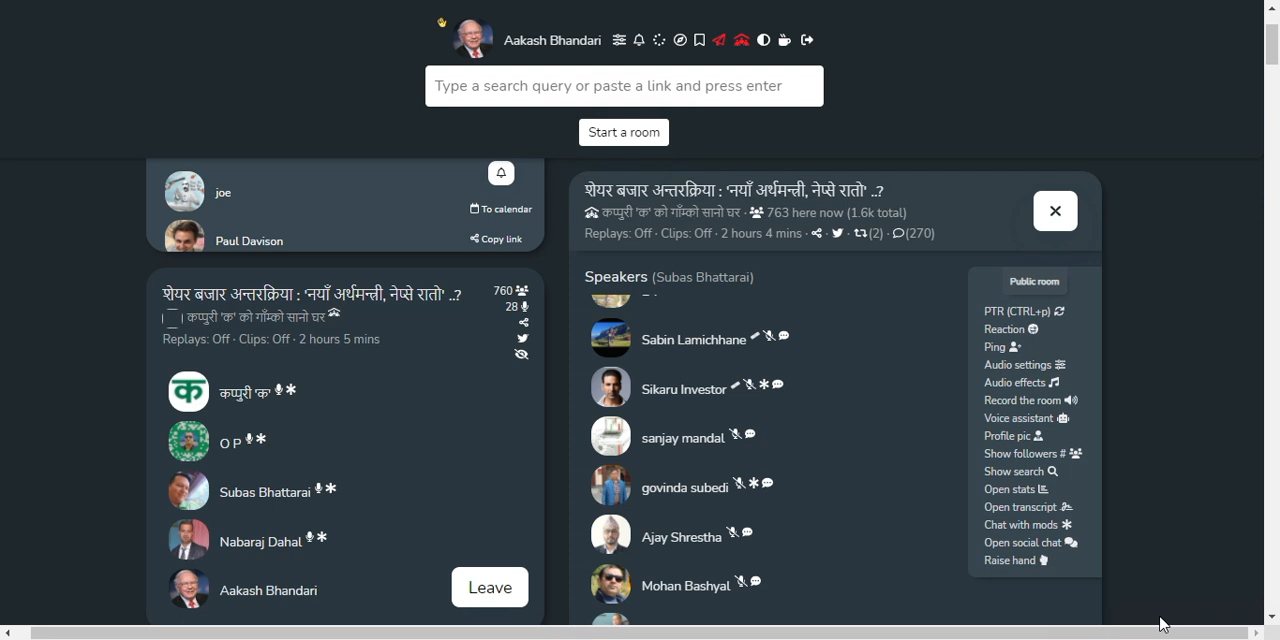 Aakash Bhandari
Type a search query or paste a link and press enter
Start a room
joe
To calendar
Paul Davison
Copy link
शेयर बजार अन्तरक्रिया : 'नयाँ अर्थमन्त्री, नेप्से रातो' ..?
760
28
कप्पुरी 'क' को गाँम्को सानो घर
Replays: Off · Clips: Off · 2 hours 5 mins
कप्पुरी 'क'
क
O P
Subas Bhattarai
Nabaraj Dahal
Aakash Bhandari
Leave
शेयर बजार अन्तरक्रिया : 'नयाँ अर्थमन्त्री, नेप्से रातो' ..?
कप्पुरी 'क' को गाँम्को सानो घर · 763 here now (1.6k total)
Replays: Off · Clips: Off · 2 hours 4 mins · · · (2) · (270)
Speakers (Subas Bhattarai)
Sabin Lamichhane
Sikaru Investor
sanjay mandal
govinda subedi
Ajay Shrestha
Mohan Bashyal
Public room
PTR (CTRL+p)
Reaction
Ping
Audio settings
Audio effects
Record the room
Voice assistant
Profile pic
Show followers #
Show search
Open stats
Open transcript
Chat with mods
Open social chat
Raise hand